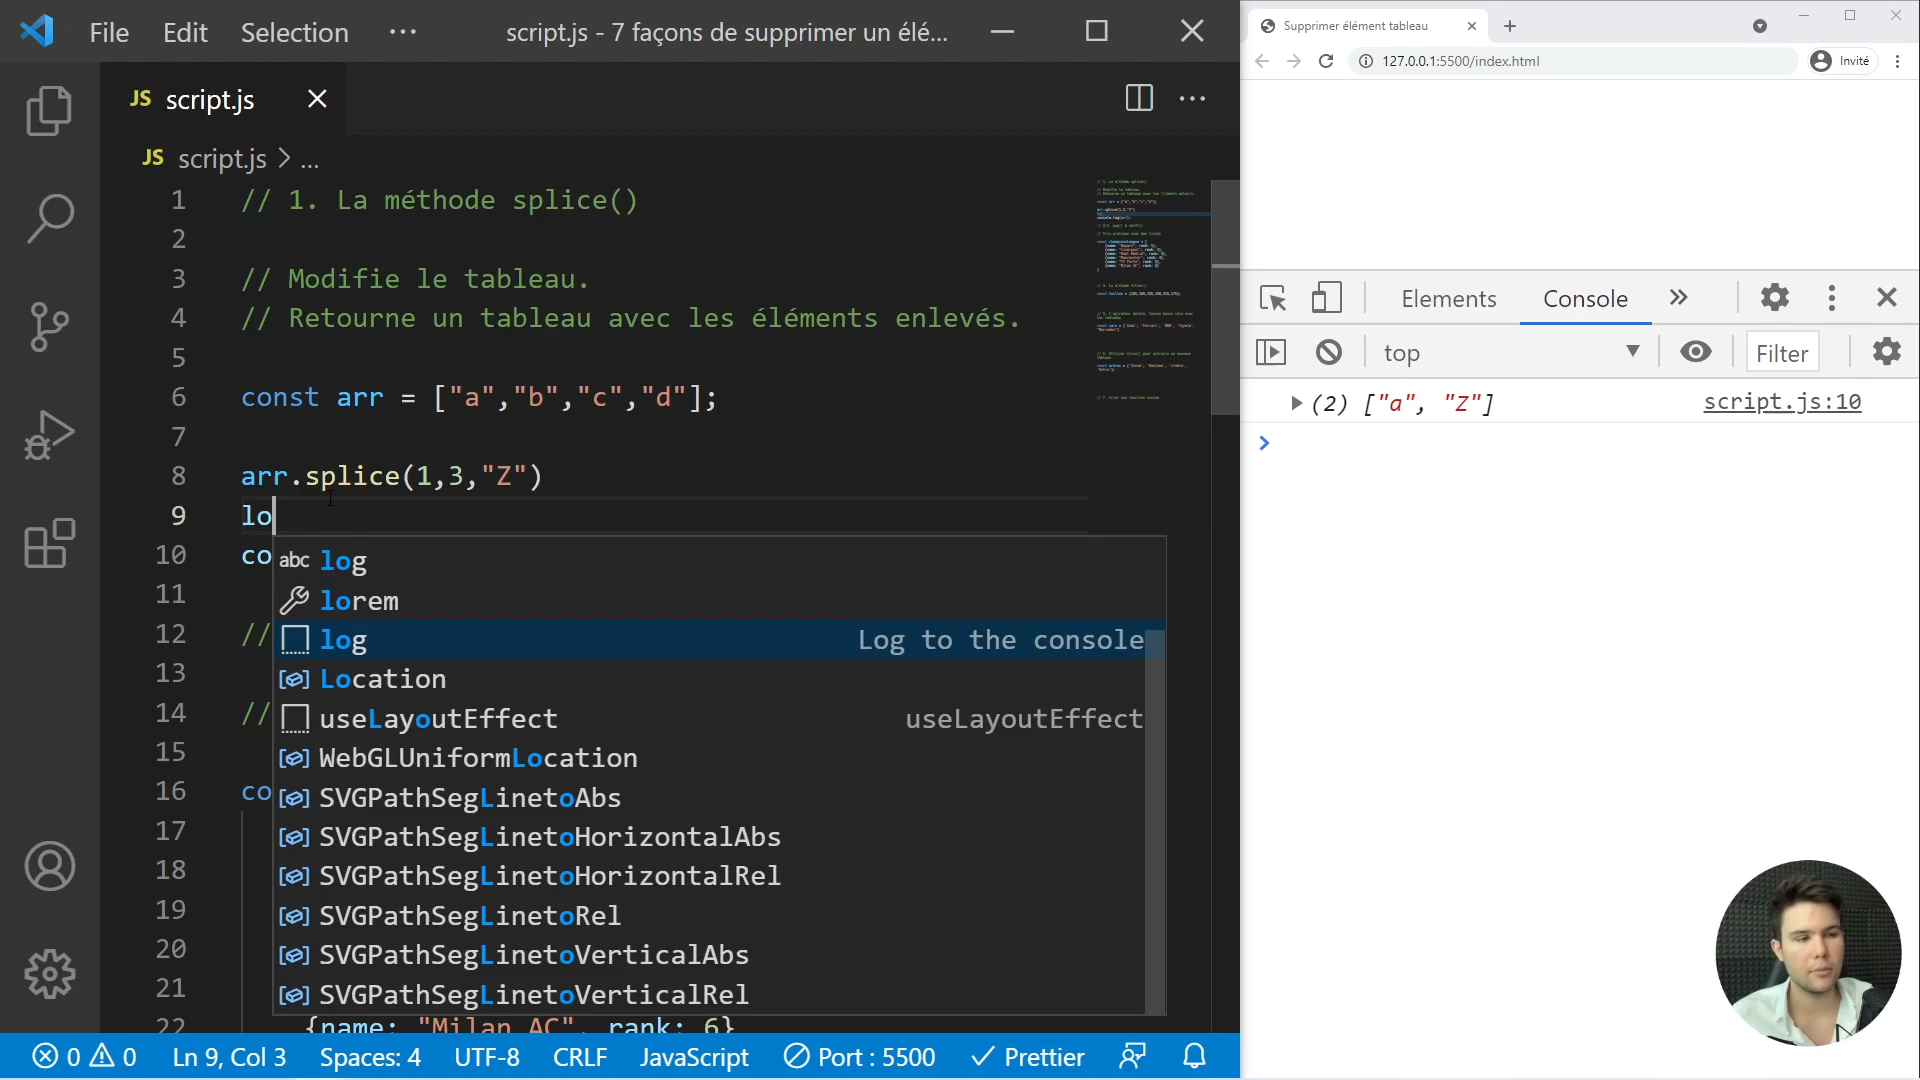 File Edit Selection ··· script.js - 7 façons de supprimer un élé...
JS script.js
JS script.js > ...
1 // 1. La méthode splice()
2
3 // Modifie le tableau.
4 // Retourne un tableau avec les éléments enlevés.
5
6 const arr = ["a","b","c","d"];
7
8 arr.splice(1,3,"Z")
9 lo
10 co
11
12 //
13
14 //
15
16 co
17
18
19
20
21
22 {name: "Milan AC", rank: 6}
abc log
lorem
log Log to the console
Location
useLayoutEffect useLayoutEffect
WebGLUniformLocation
SVGPathSegLinetoAbs
SVGPathSegLinetoHorizontalAbs
SVGPathSegLinetoHorizontalRel
SVGPathSegLinetoRel
SVGPathSegLinetoVerticalAbs
SVGPathSegLinetoVerticalRel
0 0 Ln 9, Col 3 Spaces: 4 UTF-8 CRLF JavaScript Port : 5500 Prettier
Supprimer élément tableau
127.0.0.1:5500/index.html Invité
Elements Console
top Filter
(2) ["a", "Z"] script.js:10